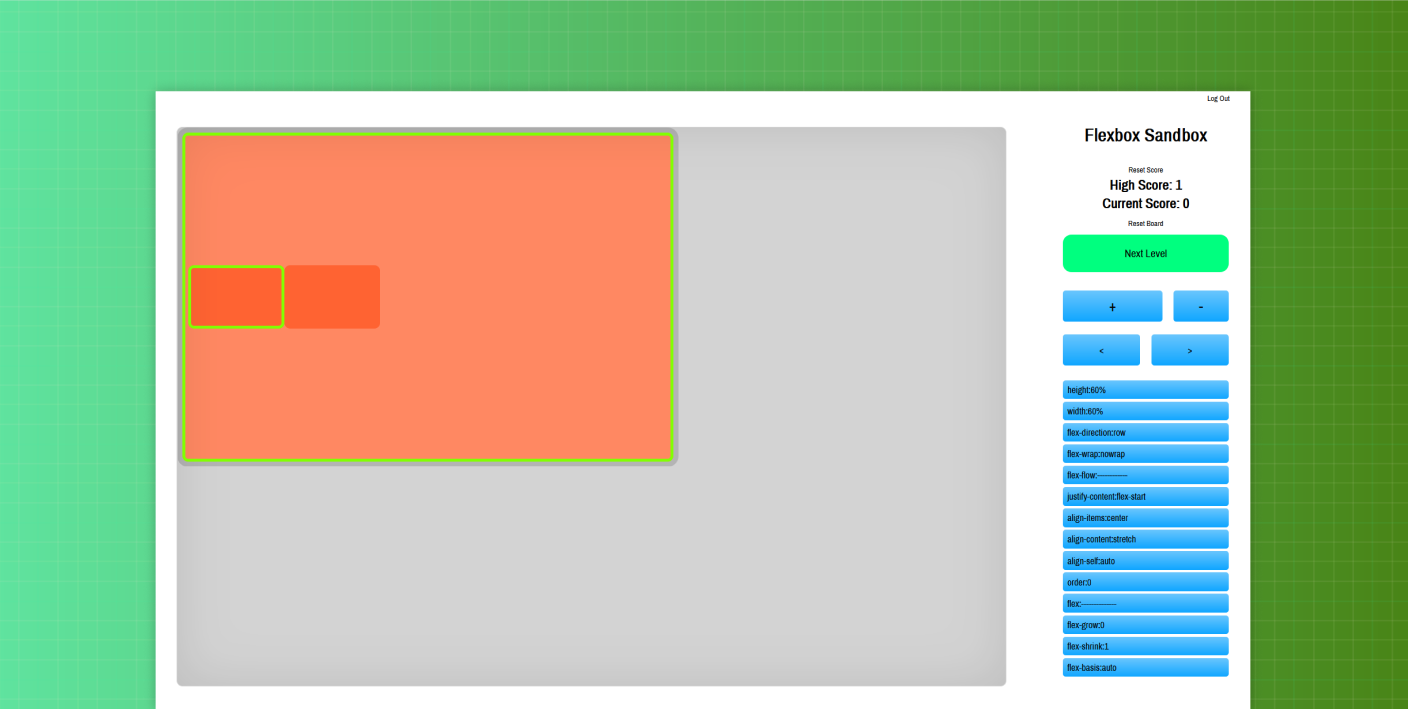 Log Out
Flexbox Sandbox
Reset Score
High Score: 1
Current Score: 0
Reset Board
Next Level
+ -
< >
height:60%
width:60%
flex-direction:row
flex-wrap:nowrap
flex-flow:--------------
justify-content:flex-start
align-items:center
align-content:stretch
align-self:auto
order:0
flex:----------------
flex-grow:0
flex-shrink:1
flex-basis:auto